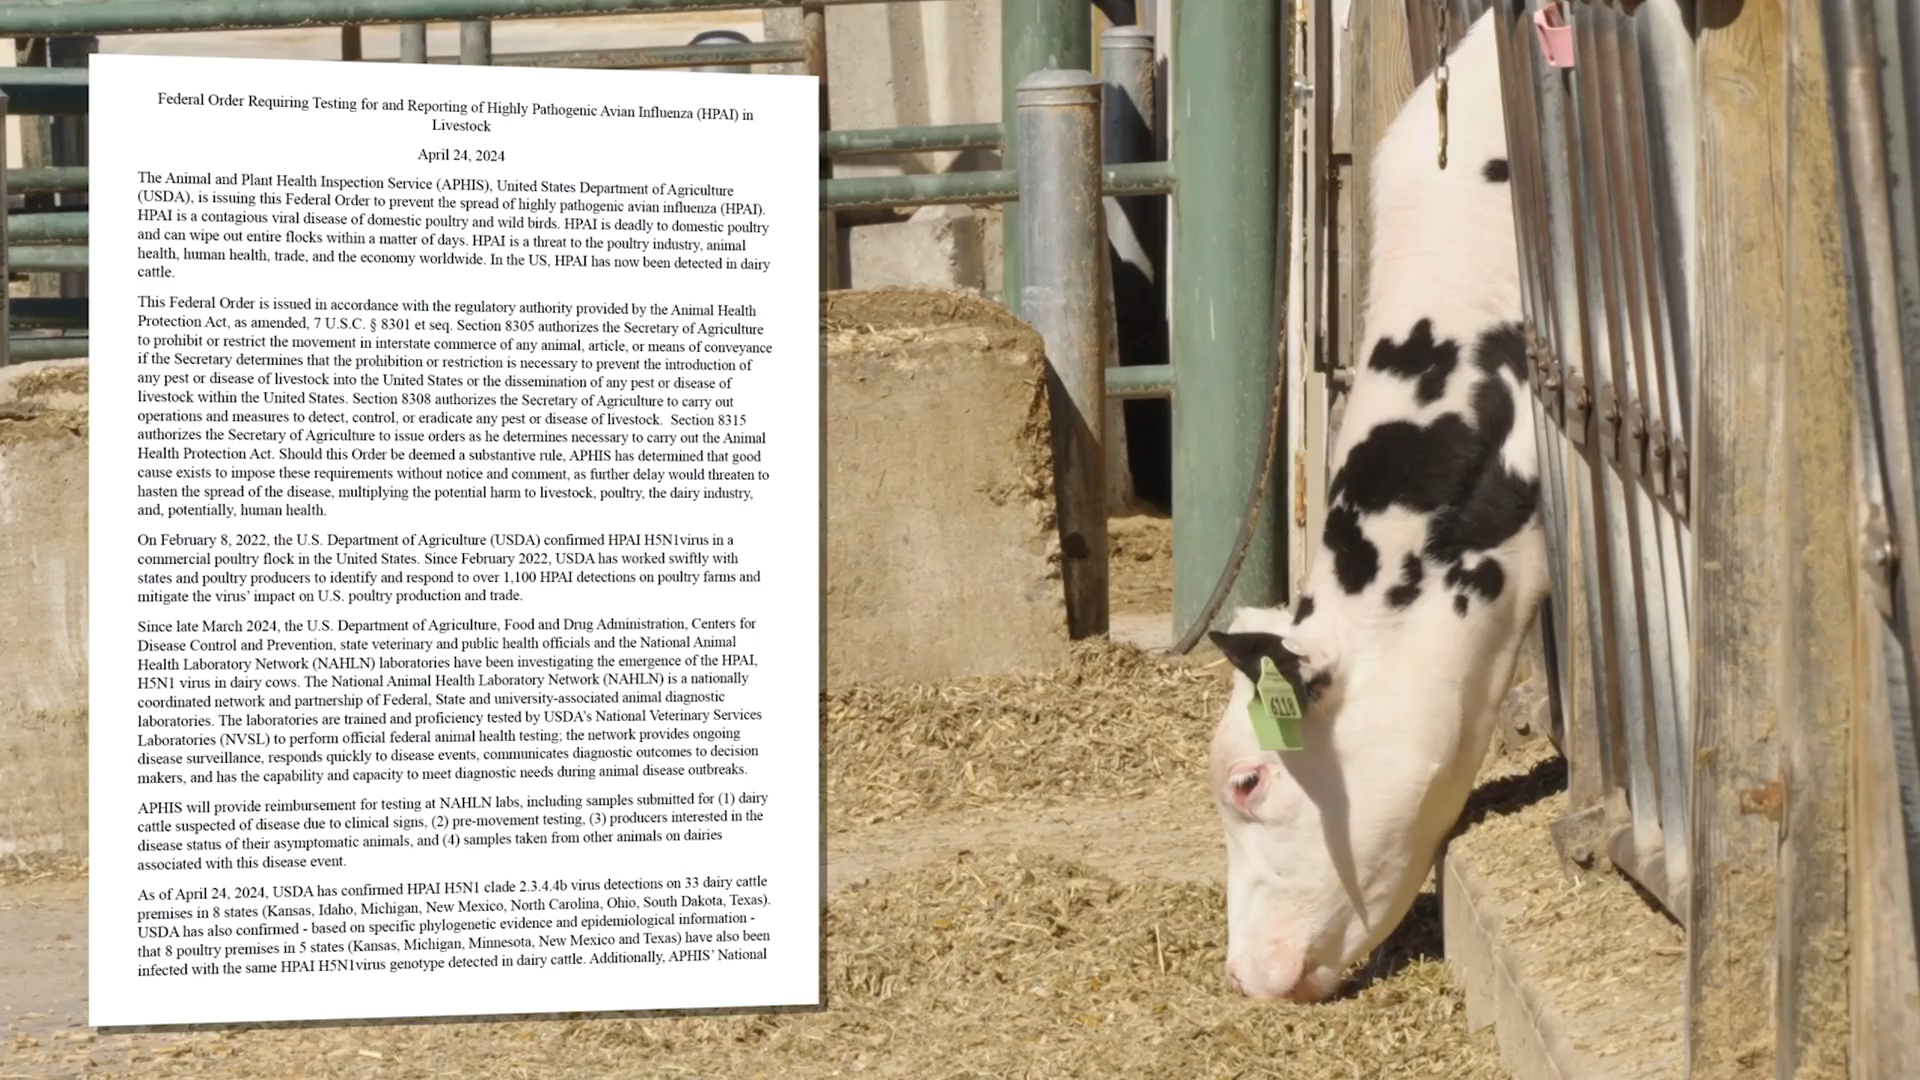 Federal Order Requiring Testing for and Reporting of Highly Pathogenic Avian Influenza (HPAI) in
Livestock
April 24, 2024
The Animal and Plant Health Inspection Service (APHIS), United States Department of Agriculture
(USDA), is issuing this Federal Order to prevent the spread of highly pathogenic avian influenza (HPAI).
HPAI is a contagious viral disease of domestic poultry and wild birds. HPAI is deadly to domestic poultry
and can wipe out entire flocks within a matter of days. HPAI is a threat to the poultry industry, animal
health, human health, trade, and the economy worldwide. In the US, HPAI has now been detected in dairy
cattle.
This Federal Order is issued in accordance with the regulatory authority provided by the Animal Health
Protection Act, as amended, 7 U.S.C. § 8301 et seq. Section 8305 authorizes the Secretary of Agriculture
to prohibit or restrict the movement in interstate commerce of any animal, article, or means of conveyance
if the Secretary determines that the prohibition or restriction is necessary to prevent the introduction of
any pest or disease of livestock into the United States or the dissemination of any pest or disease of
livestock within the United States. Section 8308 authorizes the Secretary of Agriculture to carry out
operations and measures to detect, control, or eradicate any pest or disease of livestock. Section 8315
authorizes the Secretary of Agriculture to issue orders as he determines necessary to carry out the Animal
Health Protection Act. Should this Order be deemed a substantive rule, APHIS has determined that good
cause exists to impose these requirements without notice and comment, as further delay would threaten to
hasten the spread of the disease, multiplying the potential harm to livestock, poultry, the dairy industry,
and, potentially, human health.
On February 8, 2022, the U.S. Department of Agriculture (USDA) confirmed HPAI H5N1virus in a
commercial poultry flock in the United States. Since February 2022, USDA has worked swiftly with
states and poultry producers to identify and respond to over 1,100 HPAI detections on poultry farms and
mitigate the virus' impact on U.S. poultry production and trade.
Since late March 2024, the U.S. Department of Agriculture, Food and Drug Administration, Centers for
Disease Control and Prevention, state veterinary and public health officials and the National Animal
Health Laboratory Network (NAHLN) laboratories have been investigating the emergence of the HPAI,
H5N1 virus in dairy cows. The National Animal Health Laboratory Network (NAHLN) is a nationally
coordinated network and partnership of Federal, State and university-associated animal diagnostic
laboratories. The laboratories are trained and proficiency tested by USDA's National Veterinary Services
Laboratories (NVSL) to perform official federal animal health testing; the network provides ongoing
disease surveillance, responds quickly to disease events, communicates diagnostic outcomes to decision
makers, and has the capability and capacity to meet diagnostic needs during animal disease outbreaks.
APHIS will provide reimbursement for testing at NAHLN labs, including samples submitted for (1) dairy
cattle suspected of disease due to clinical signs, (2) pre-movement testing, (3) producers interested in the
disease status of their asymptomatic animals, and (4) samples taken from other animals on dairies
associated with this disease event.
As of April 24, 2024, USDA has confirmed HPAI H5N1 clade 2.3.4.4b virus detections on 33 dairy cattle
premises in 8 states (Kansas, Idaho, Michigan, New Mexico, North Carolina, Ohio, South Dakota, Texas).
USDA has also confirmed - based on specific phylogenetic evidence and epidemiological information -
that 8 poultry premises in 5 states (Kansas, Michigan, Minnesota, New Mexico and Texas) have also been
infected with the same HPAI H5N1virus genotype detected in dairy cattle. Additionally, APHIS' National
6118